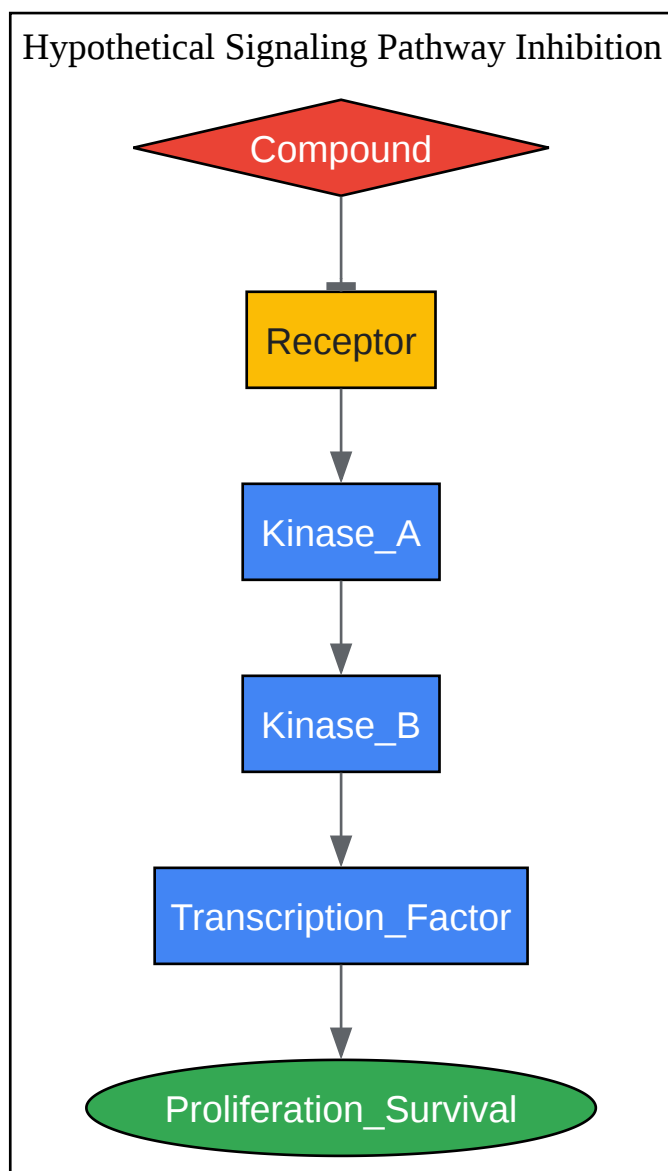 Hypothetical Signaling Pathway Inhibition
Compound
Receptor
Kinase_A
Kinase_B
Transcription_Factor
Proliferation_Survival